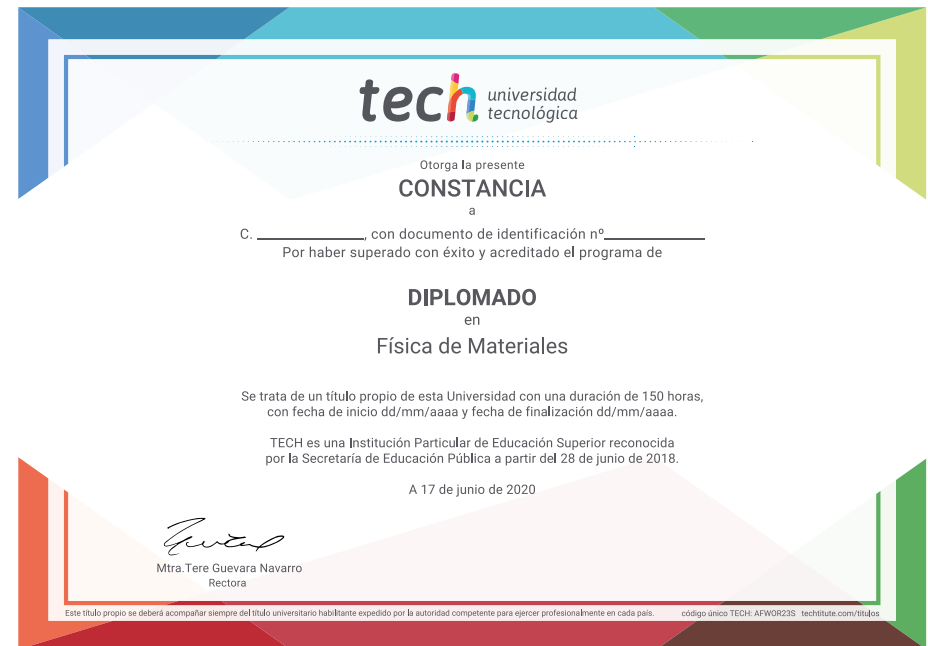 tech universidad
tecnológica
Otorga la presente
CONSTANCIA
a
C. ____________, con documento de identificación nº____________
Por haber superado con éxito y acreditado el programa de
DIPLOMADO
en
Física de Materiales
Se trata de un título propio de esta Universidad con una duración de 150 horas,
con fecha de inicio dd/mm/aaaa y fecha de finalización dd/mm/aaaa.
TECH es una Institución Particular de Educación Superior reconocida
por la Secretaría de Educación Pública a partir del 28 de junio de 2018.
A 17 de junio de 2020
Mtra.Tere Guevara Navarro
Rectora
Este título propio se deberá acompañar siempre del título universitario habilitante expedido por la autoridad competente para ejercer profesionalmente en cada país. código único TECH: AFWOR23S techtitute.com/titulos